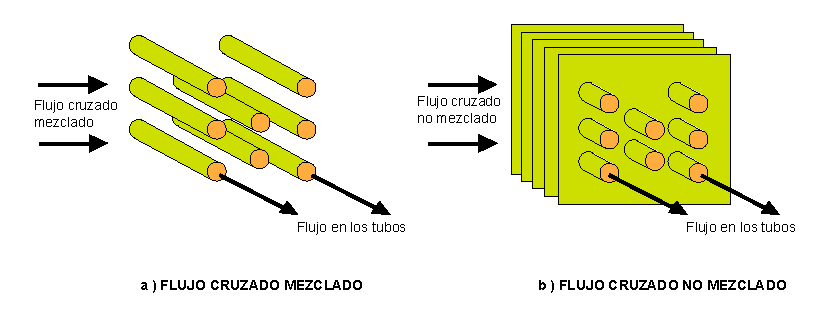 Flujo cruzado
mezclado
Flujo en los tubos
a ) FLUJO CRUZADO MEZCLADO
Flujo cruzado
no mezclado
Flujo en los tubos
b ) FLUJO CRUZADO NO MEZCLADO